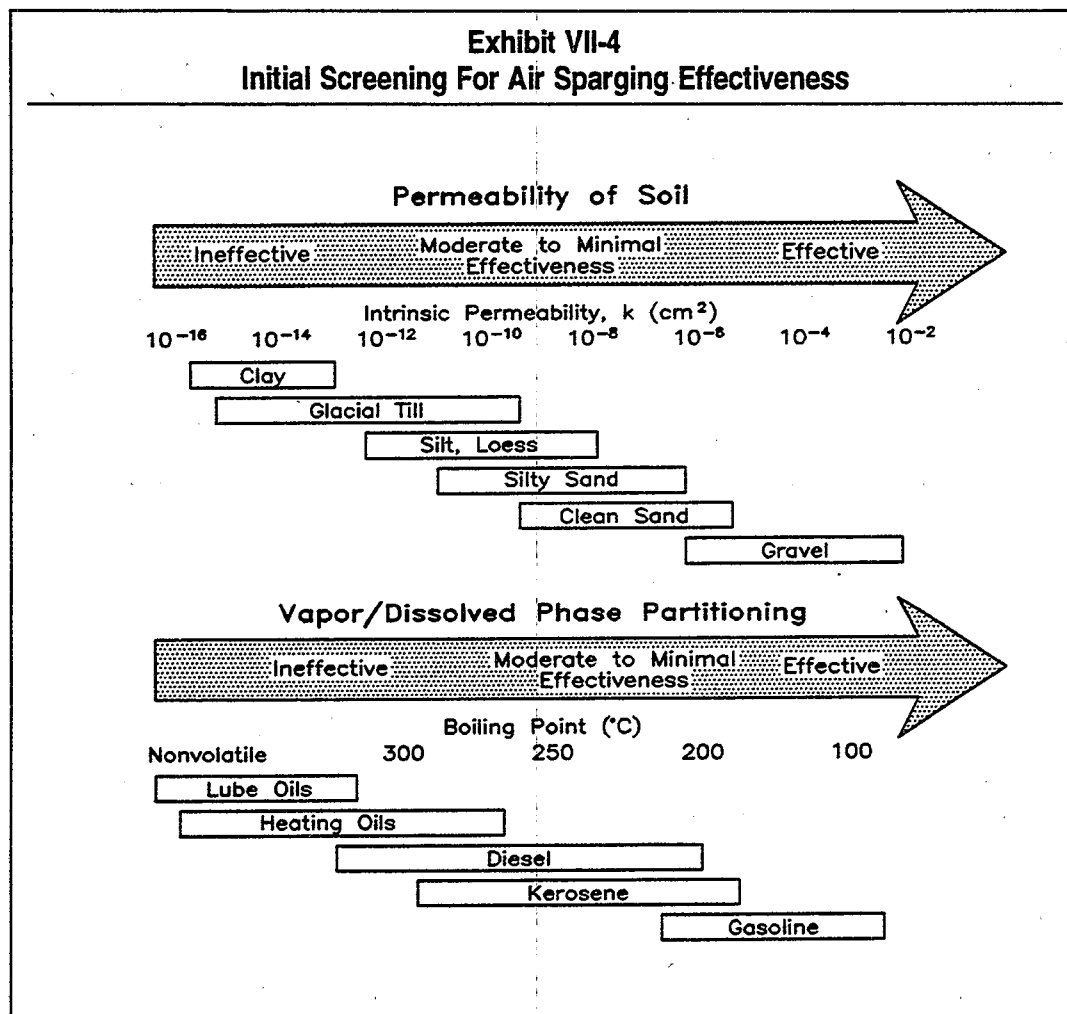 Exhibit VII-4
Initial Screening For Air Sparging Effectiveness
Permeability of Soil
Ineffective
Moderate to Minimal
Effectiveness
Effective
Intrinsic Permeability, k (cm²)
10⁻¹⁶ 10⁻¹⁴ 10⁻¹² 10⁻¹⁰ 10⁻⁸ 10⁻⁶ 10⁻⁴ 10⁻²
Clay
Glacial Till
Silt, Loess
Silty Sand
Clean Sand
Gravel
Vapor/Dissolved Phase Partitioning
Ineffective
Moderate to Minimal
Effectiveness
Effective
Boiling Point (°C)
Nonvolatile 300 250 200 100
Lube Oils
Heating Oils
Diesel
Kerosene
Gasoline